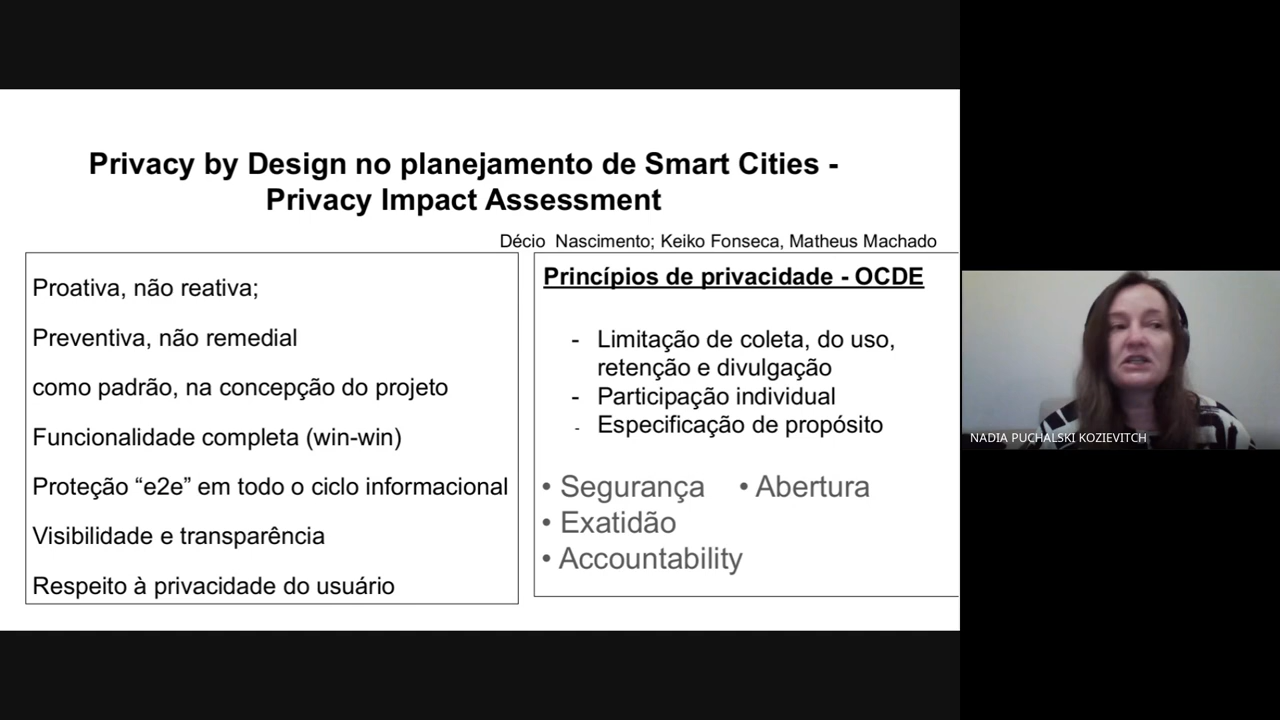 Privacy by Design no planejamento de Smart Cities -
Privacy Impact Assessment
Décio Nascimento; Keiko Fonseca, Matheus Machado
Proativa, não reativa;
Preventiva, não remedial
como padrão, na concepção do projeto
Funcionalidade completa (win-win)
Proteção “e2e” em todo o ciclo informacional
Visibilidade e transparência
Respeito à privacidade do usuário
Princípios de privacidade - OCDE
- Limitação de coleta, do uso,
retenção e divulgação
- Participação individual
- Especificação de propósito
• Segurança • Abertura
• Exatidão
• Accountability
NADIA PUCHALSKI KOZIEVITCH